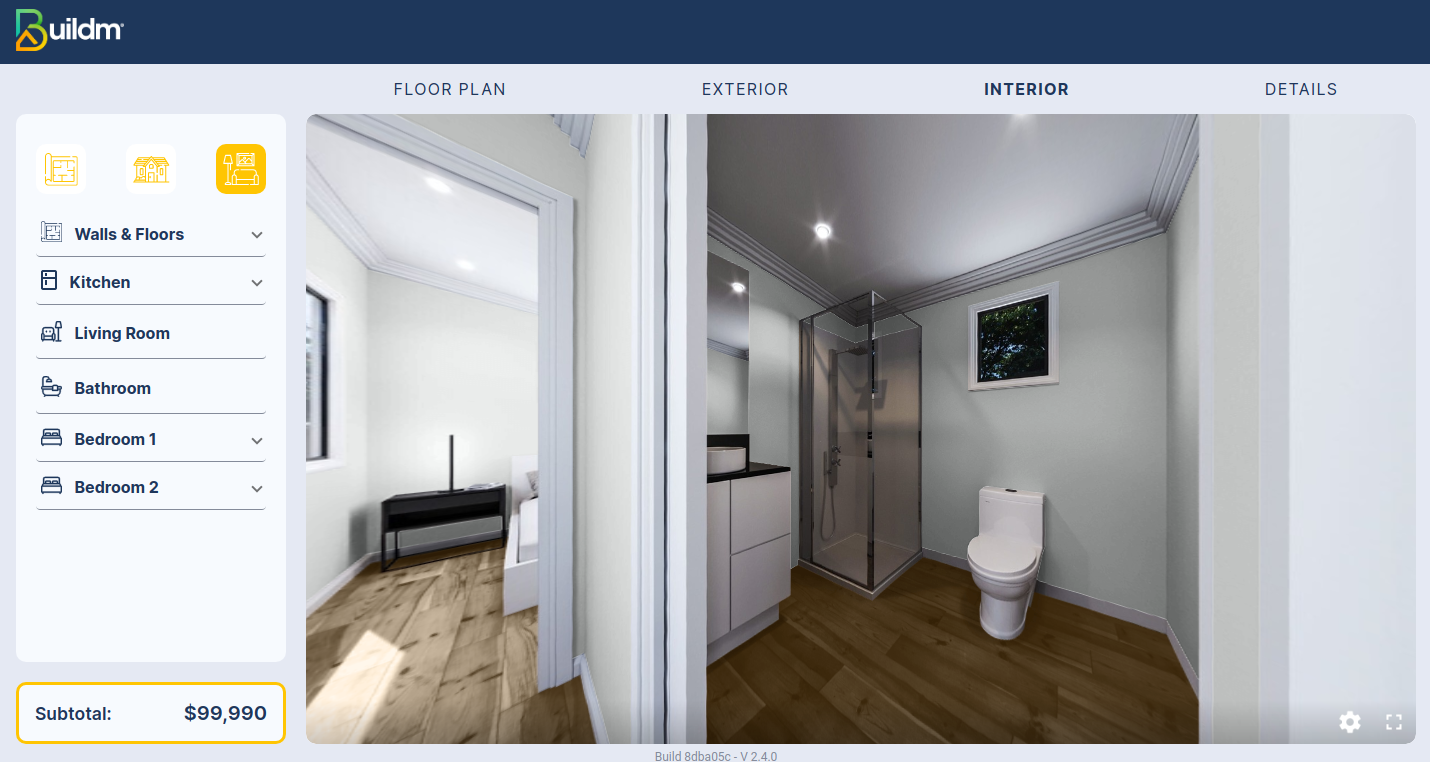 Buildm
FLOOR PLAN
EXTERIOR
INTERIOR
DETAILS
Walls & Floors
Kitchen
Living Room
Bathroom
Bedroom 1
Bedroom 2
Subtotal: $99,990
Build 8dba05c - V 2.4.0